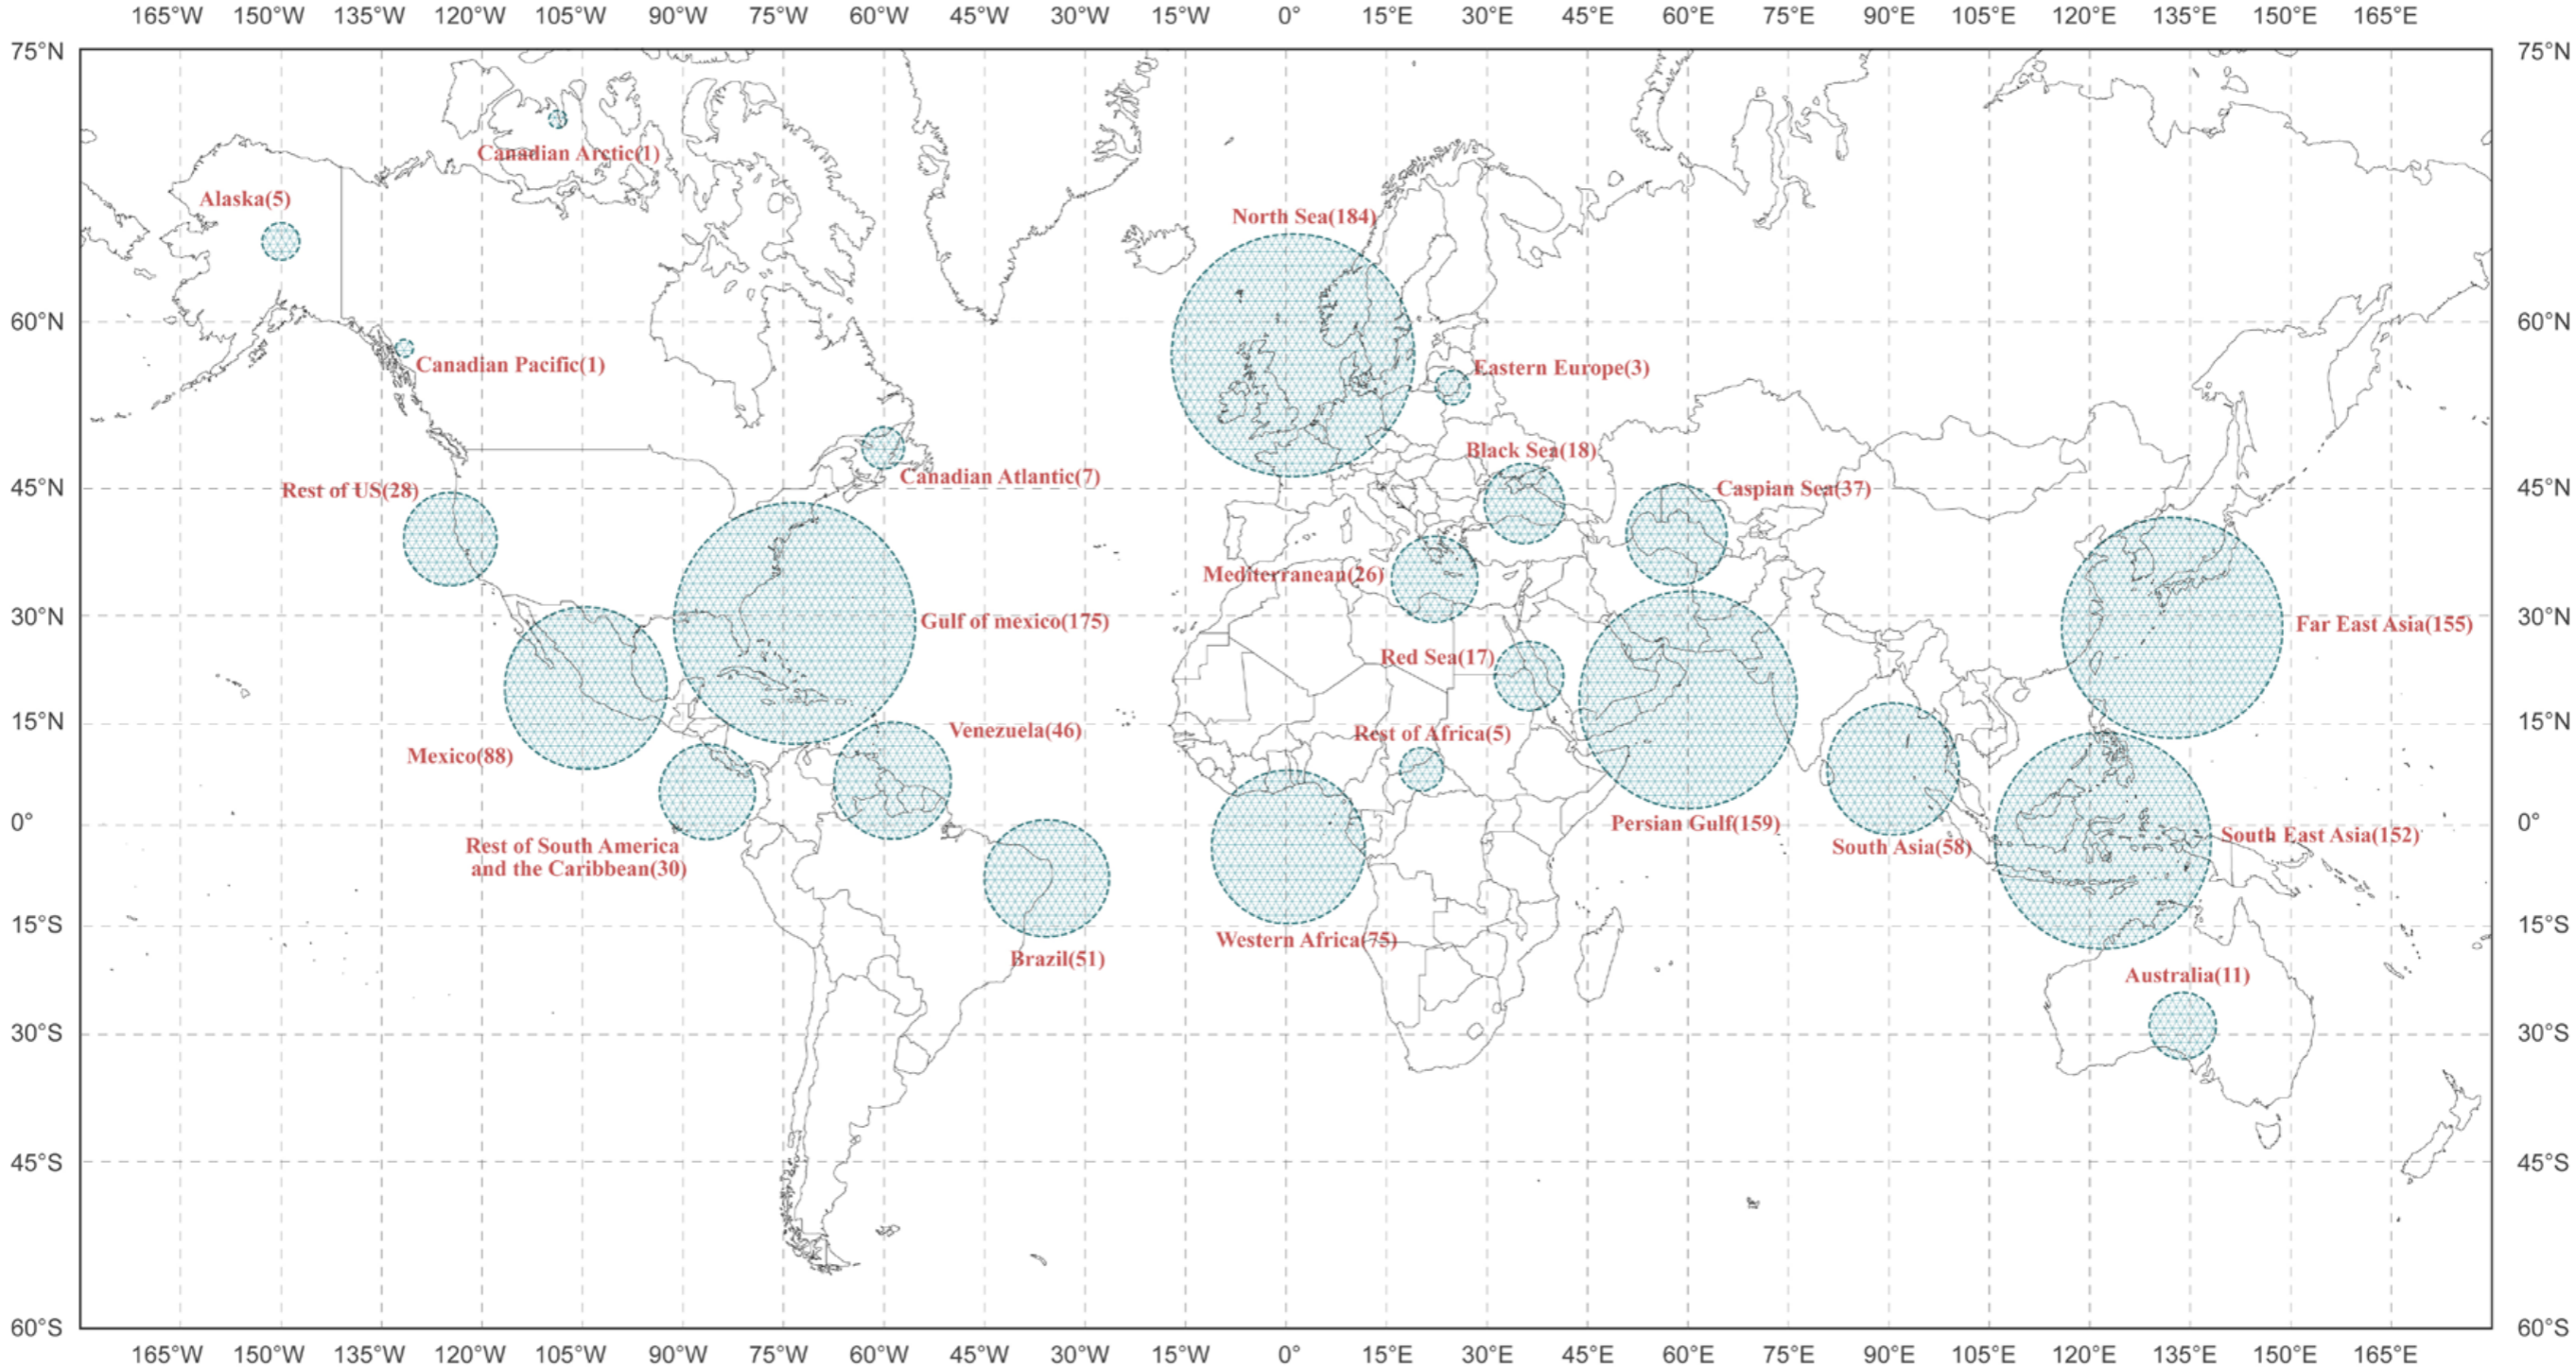 165°W 150°W 135°W 120°W 105°W 90°W 75°W 60°W 45°W 30°W 15°W 0° 15°E 30°E 45°E 60°E 75°E 90°E 105°E 120°E 135°E 150°E 165°E
75°N 75°N
Canadian Arctic(1)
Alaska(5)
North Sea(184)
60°N 60°N
Canadian Pacific(1)
Eastern Europe(3)
Black Sea(18)
Canadian Atlantic(7)
Rest of US(28)
Caspian Sea(37)
45°N 45°N
Mediterranean(26)
30°N 30°N
Gulf of mexico(175)
Far East Asia(155)
Red Sea(17)
15°N 15°N
Venezuela(46)
Rest of Africa(5)
Mexico(88)
0° 0°
Persian Gulf(159)
South East Asia(152)
Rest of South America
and the Caribbean(30)
South Asia(58)
15°S 15°S
Western Africa(75)
Brazil(51)
Australia(11)
30°S 30°S
45°S 45°S
60°S 60°S
165°W 150°W 135°W 120°W 105°W 90°W 75°W 60°W 45°W 30°W 15°W 0° 15°E 30°E 45°E 60°E 75°E 90°E 105°E 120°E 135°E 150°E 165°E